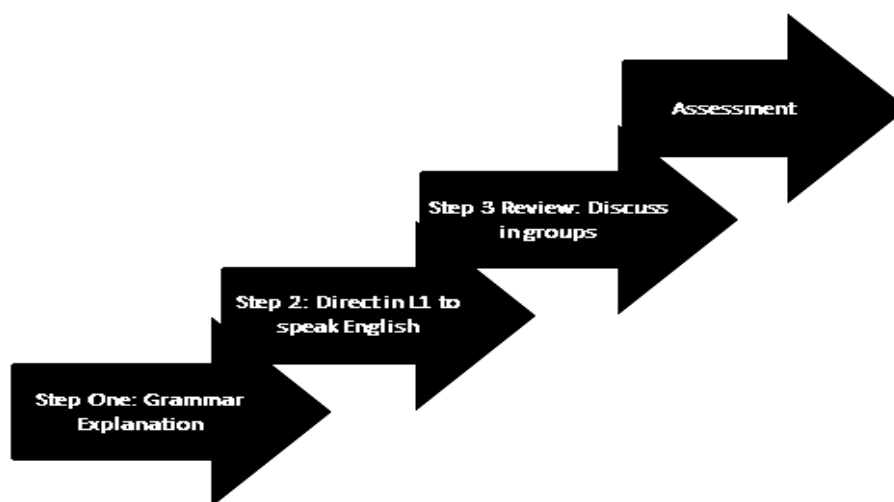 Step One: Grammar
Explanation
Step 2: Direct in L1 to
speak English
Step 3 Review: Discuss
in groups
Assessment